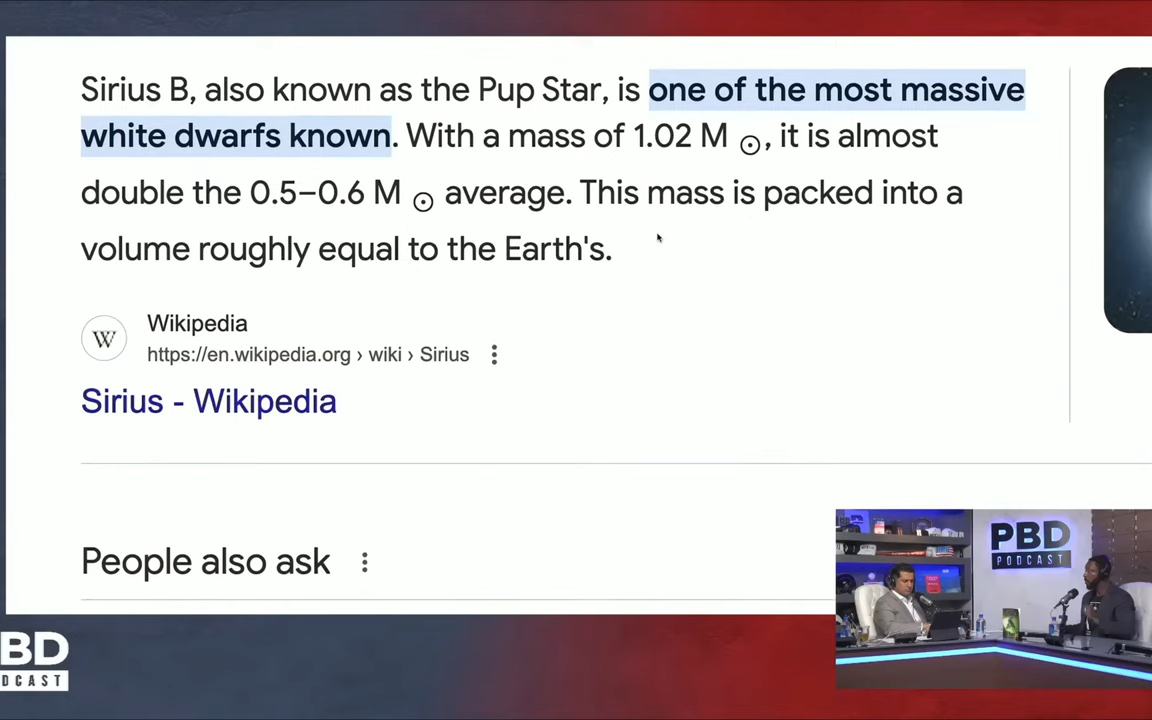 Sirius B, also known as the Pup Star, is one of the most massive
white dwarfs known. With a mass of 1.02 M ☉, it is almost
double the 0.5–0.6 M ☉ average. This mass is packed into a
volume roughly equal to the Earth's.
W
Wikipedia
https://en.wikipedia.org › wiki › Sirius
Sirius - Wikipedia
People also ask
PBD
PODCAST
BD
DCAST